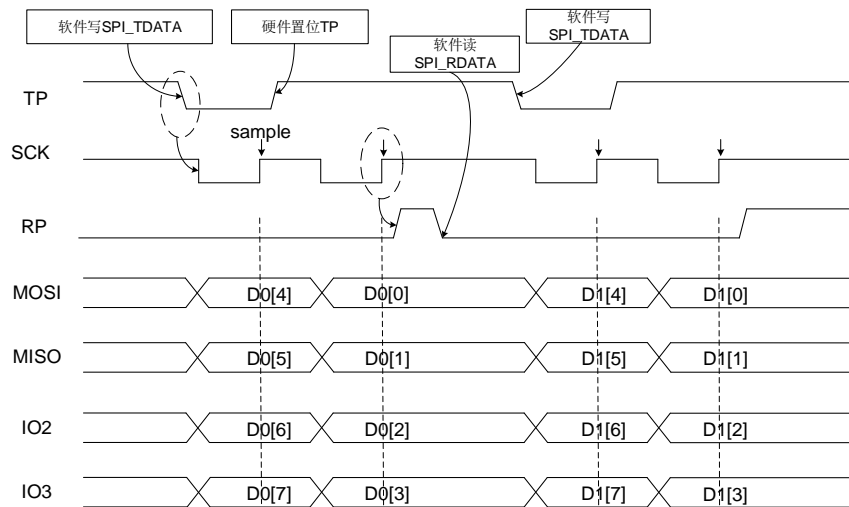 软件写SPI_TDATA
硬件置位TP
软件读
SPI_RDATA
软件写
SPI_TDATA
TP
sample
SCK
RP
MOSI D0[4] D0[0] D1[4] D1[0]
MISO D0[5] D0[1] D1[5] D1[1]
IO2 D0[6] D0[2] D1[6] D1[2]
IO3 D0[7] D0[3] D1[7] D1[3]